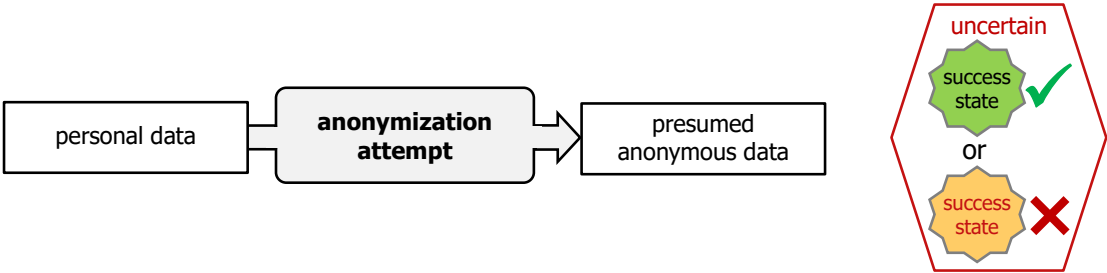 personal data
anonymization
attempt
presumed
anonymous data
uncertain
success
state
or
success
state